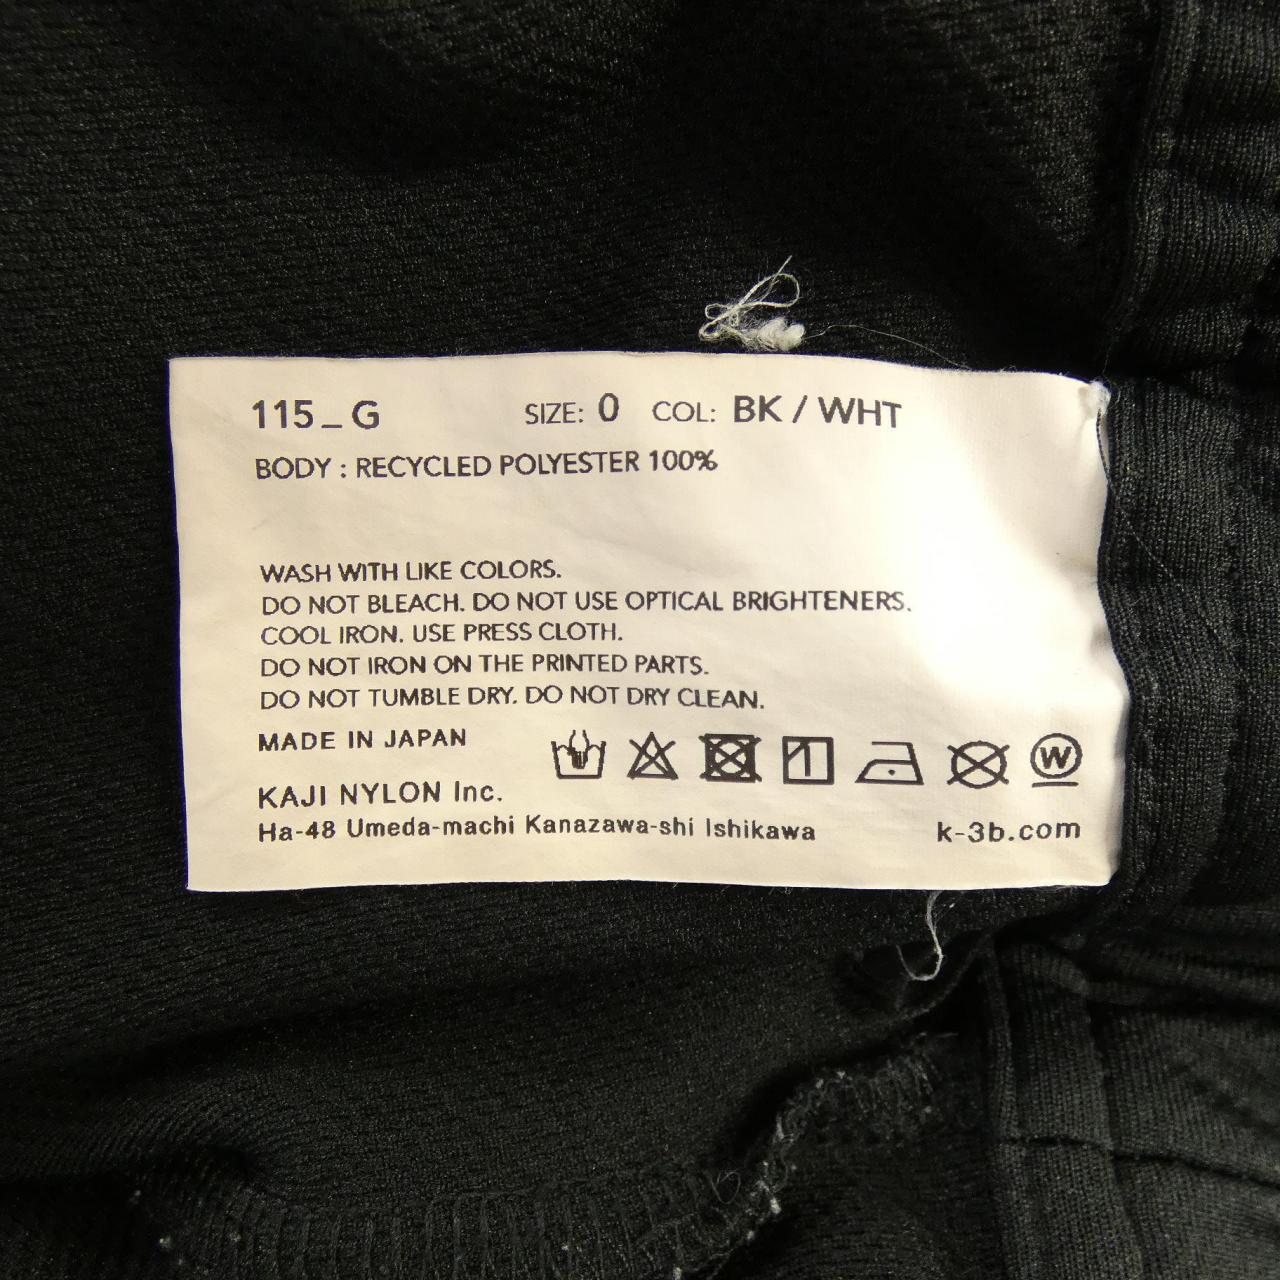 115_G SIZE: 0 COL: BK / WHT
BODY : RECYCLED POLYESTER 100%
WASH WITH LIKE COLORS.
DO NOT BLEACH. DO NOT USE OPTICAL BRIGHTENERS.
COOL IRON. USE PRESS CLOTH.
DO NOT IRON ON THE PRINTED PARTS.
DO NOT TUMBLE DRY. DO NOT DRY CLEAN.
MADE IN JAPAN
W
KAJI NYLON Inc.
Ha-48 Umeda-machi Kanazawa-shi Ishikawa k-3b.com